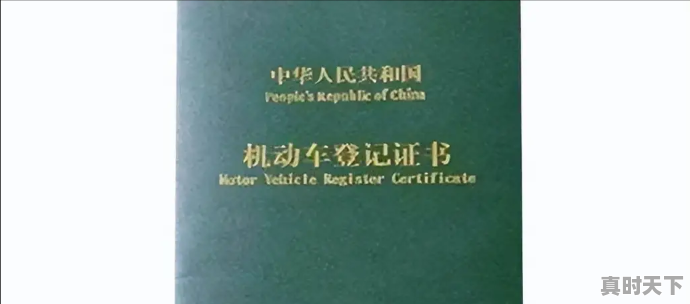 中华人民共和国
People's Republic of China
机动车登记证书
Motor Vehicle Register Certificate
真时天下